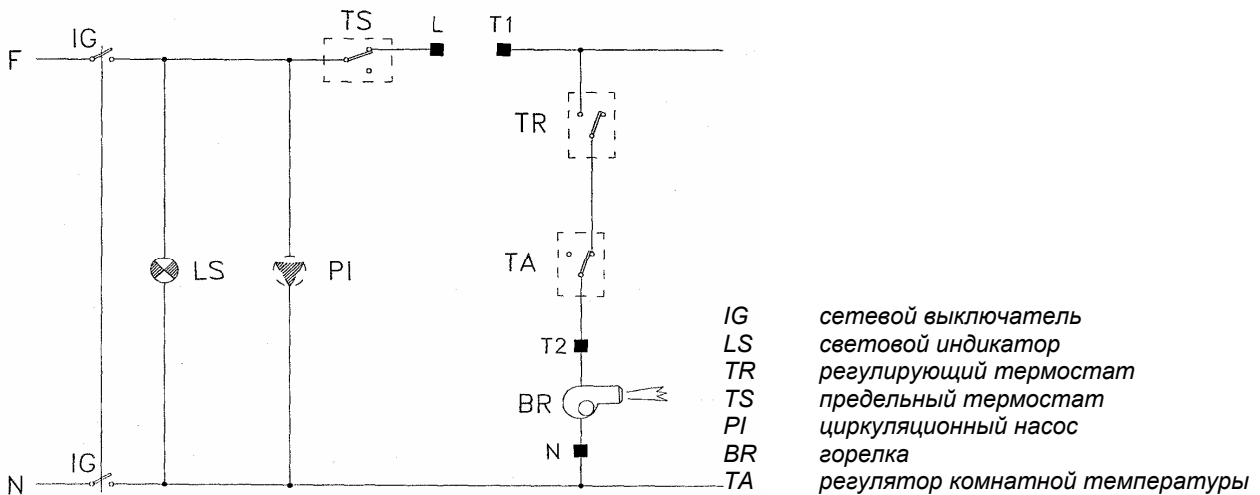 TS L T1
IG
F
TR
TA
LS PI
T2
BR
N
IG
N
IG сетевой выключатель
LS световой индикатор
TR регулирующий термостат
TS предельный термостат
PI циркуляционный насос
BR горелка
TA регулятор комнатной температуры